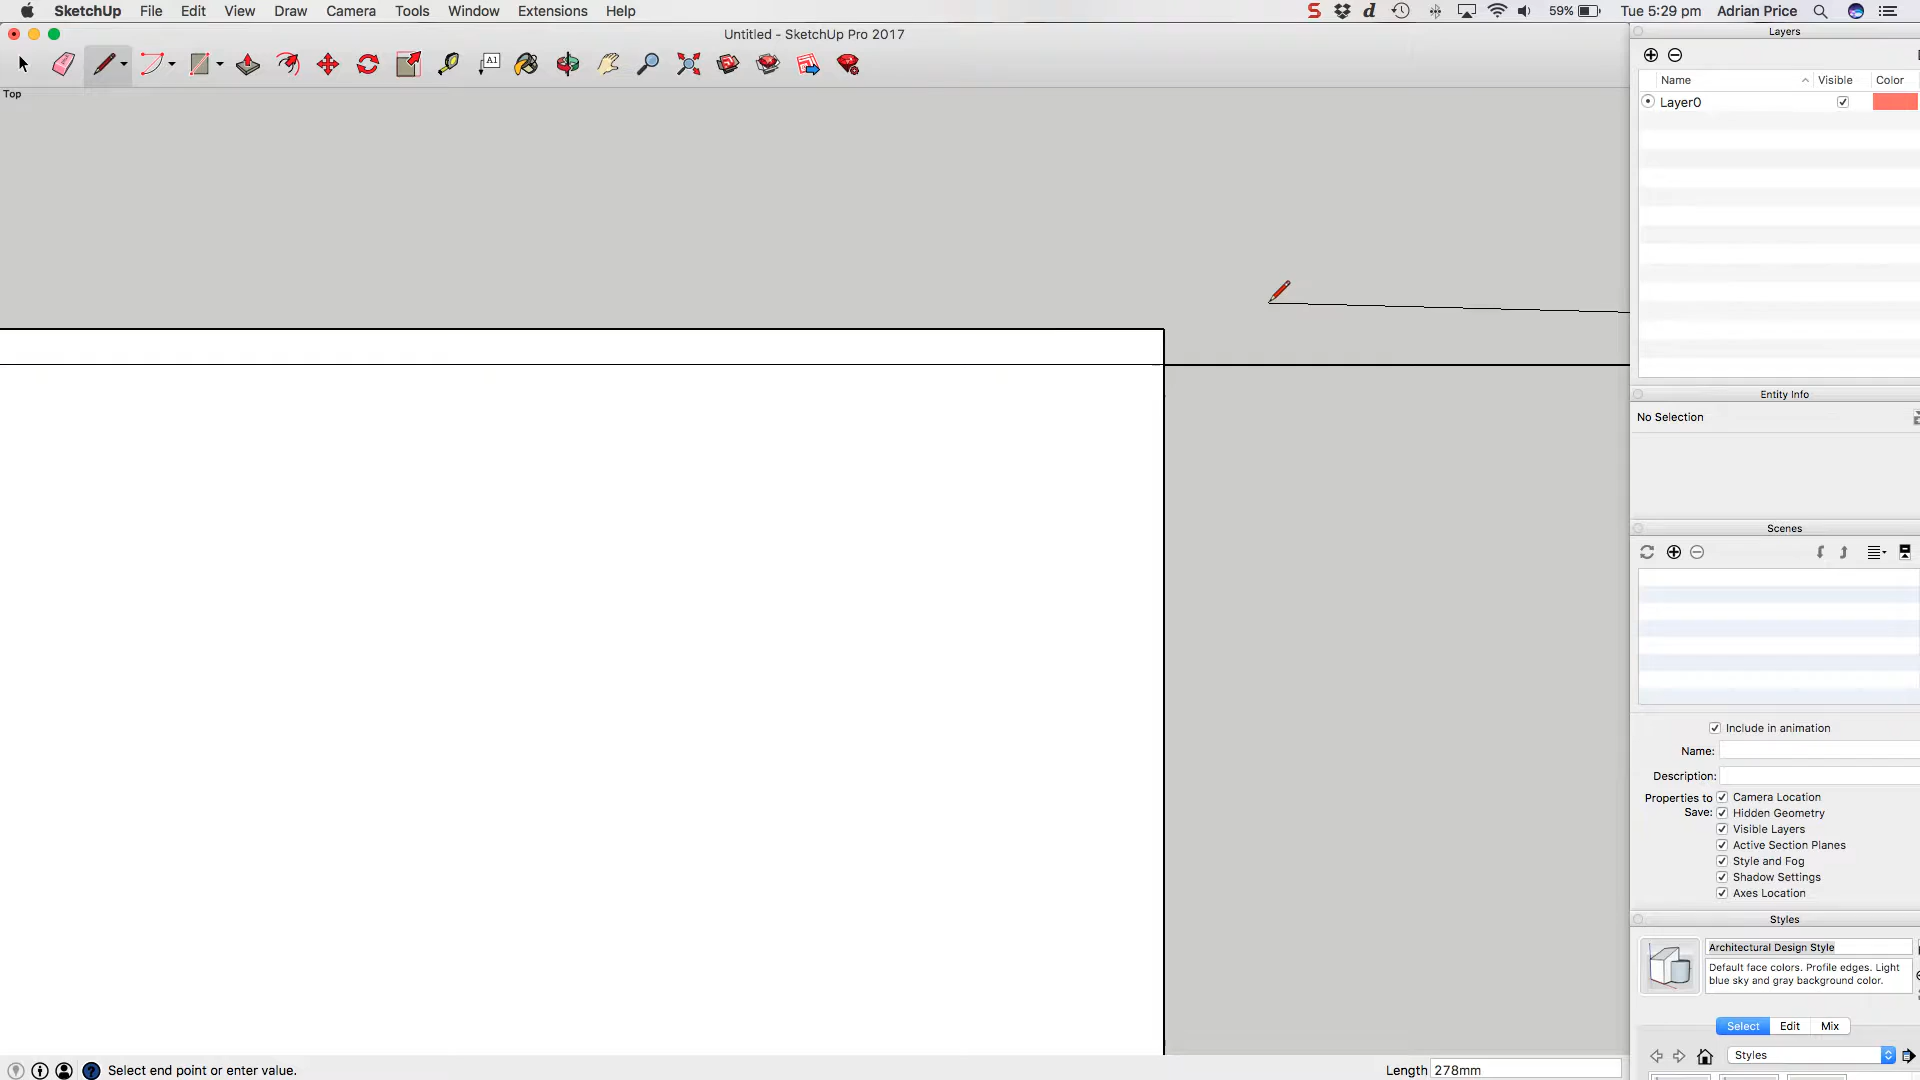 SketchUp File Edit View Draw Camera Tools Window Extensions Help
S d 59% Tue 5:29 pm Adrian Price
Untitled - SketchUp Pro 2017
A1
Top
Layers
Name Visible Color
Layer0
Entity Info
No Selection
Scenes
Include in animation
Name:
Description:
Properties to Save:
Camera Location
Hidden Geometry
Visible Layers
Active Section Planes
Style and Fog
Shadow Settings
Axes Location
Styles
Architectural Design Style
Default face colors. Profile edges. Light
blue sky and gray background color.
Select Edit Mix
Styles
Select end point or enter value.
Length 278mm